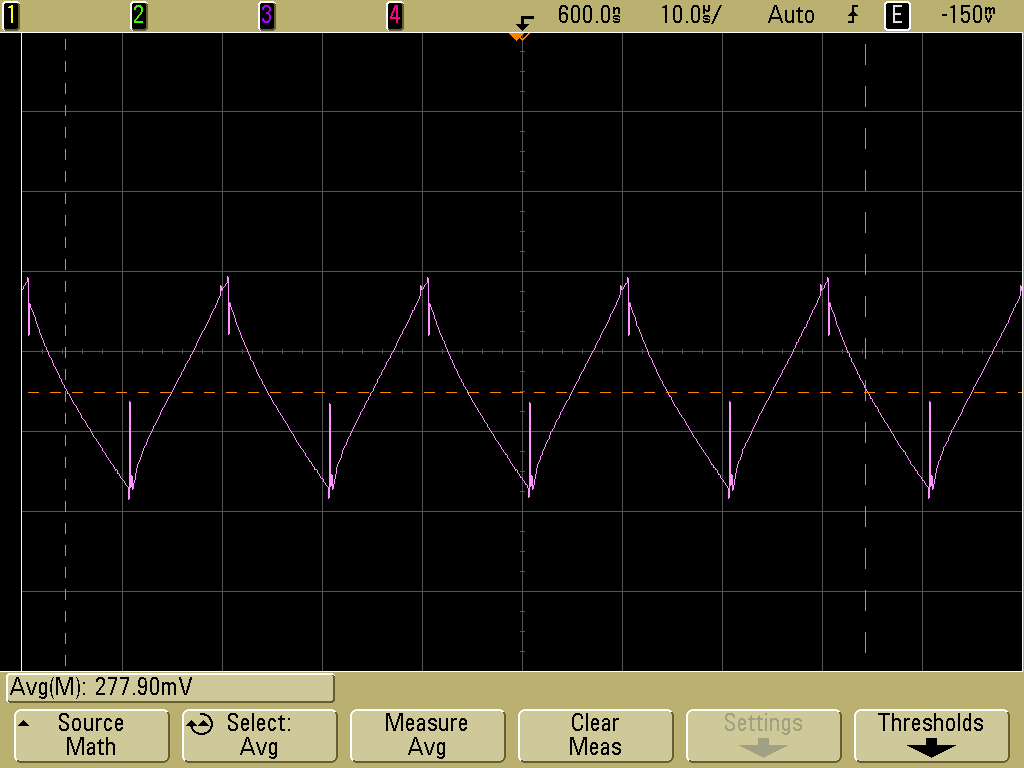 1 2 3 4 600.0ns 10.0µs/ Auto E -150mV
Avg(M): 277.90mV
Source Math
Select: Avg
Measure Avg
Clear Meas
Settings
Thresholds